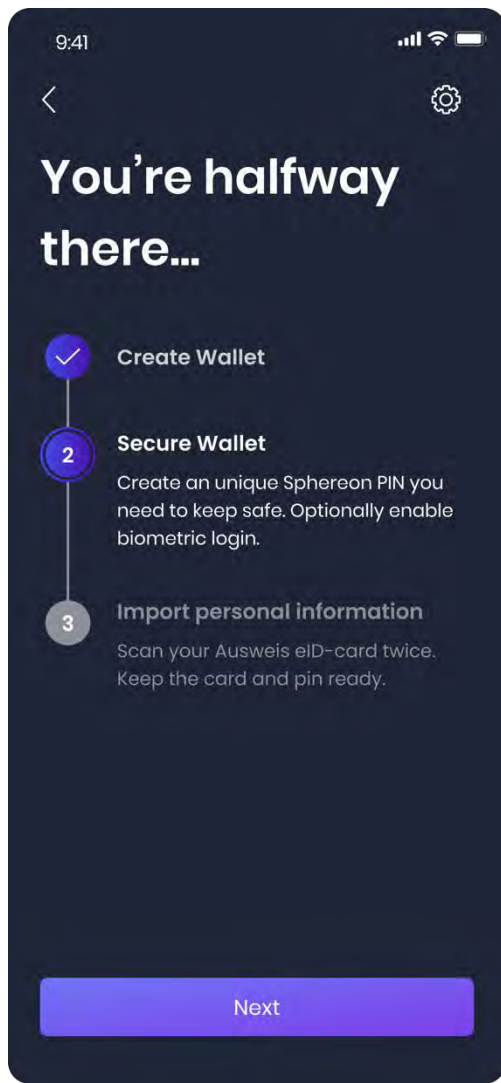 9:41
You’re halfway
there...
Create Wallet
2
Secure Wallet
Create an unique Sphereon PIN you
need to keep safe. Optionally enable
biometric login.
3
Import personal information
Scan your Ausweis eID-card twice.
Keep the card and pin ready.
Next